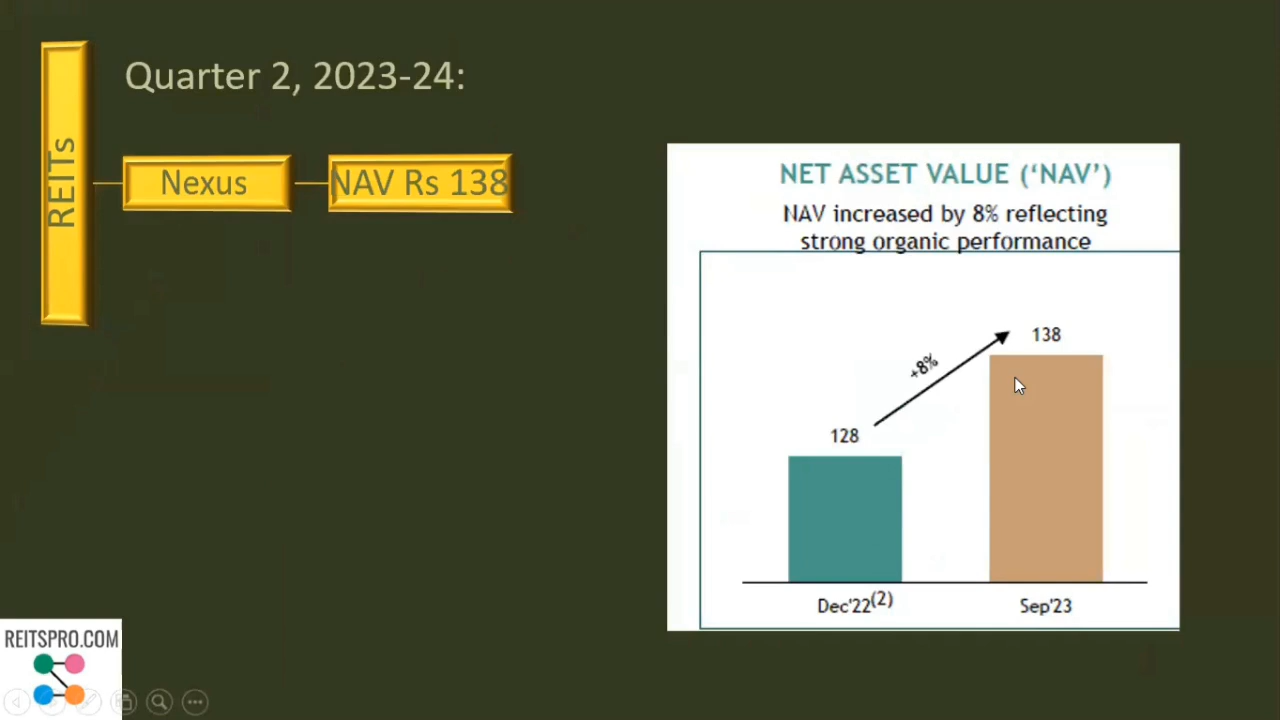 Quarter 2, 2023-24:
REITs
Nexus
NAV Rs 138
NET ASSET VALUE (‘NAV’)
NAV increased by 8% reflecting
strong organic performance
138
+8%
128
Dec'22(2)
Sep'23
REITSPRO.COM